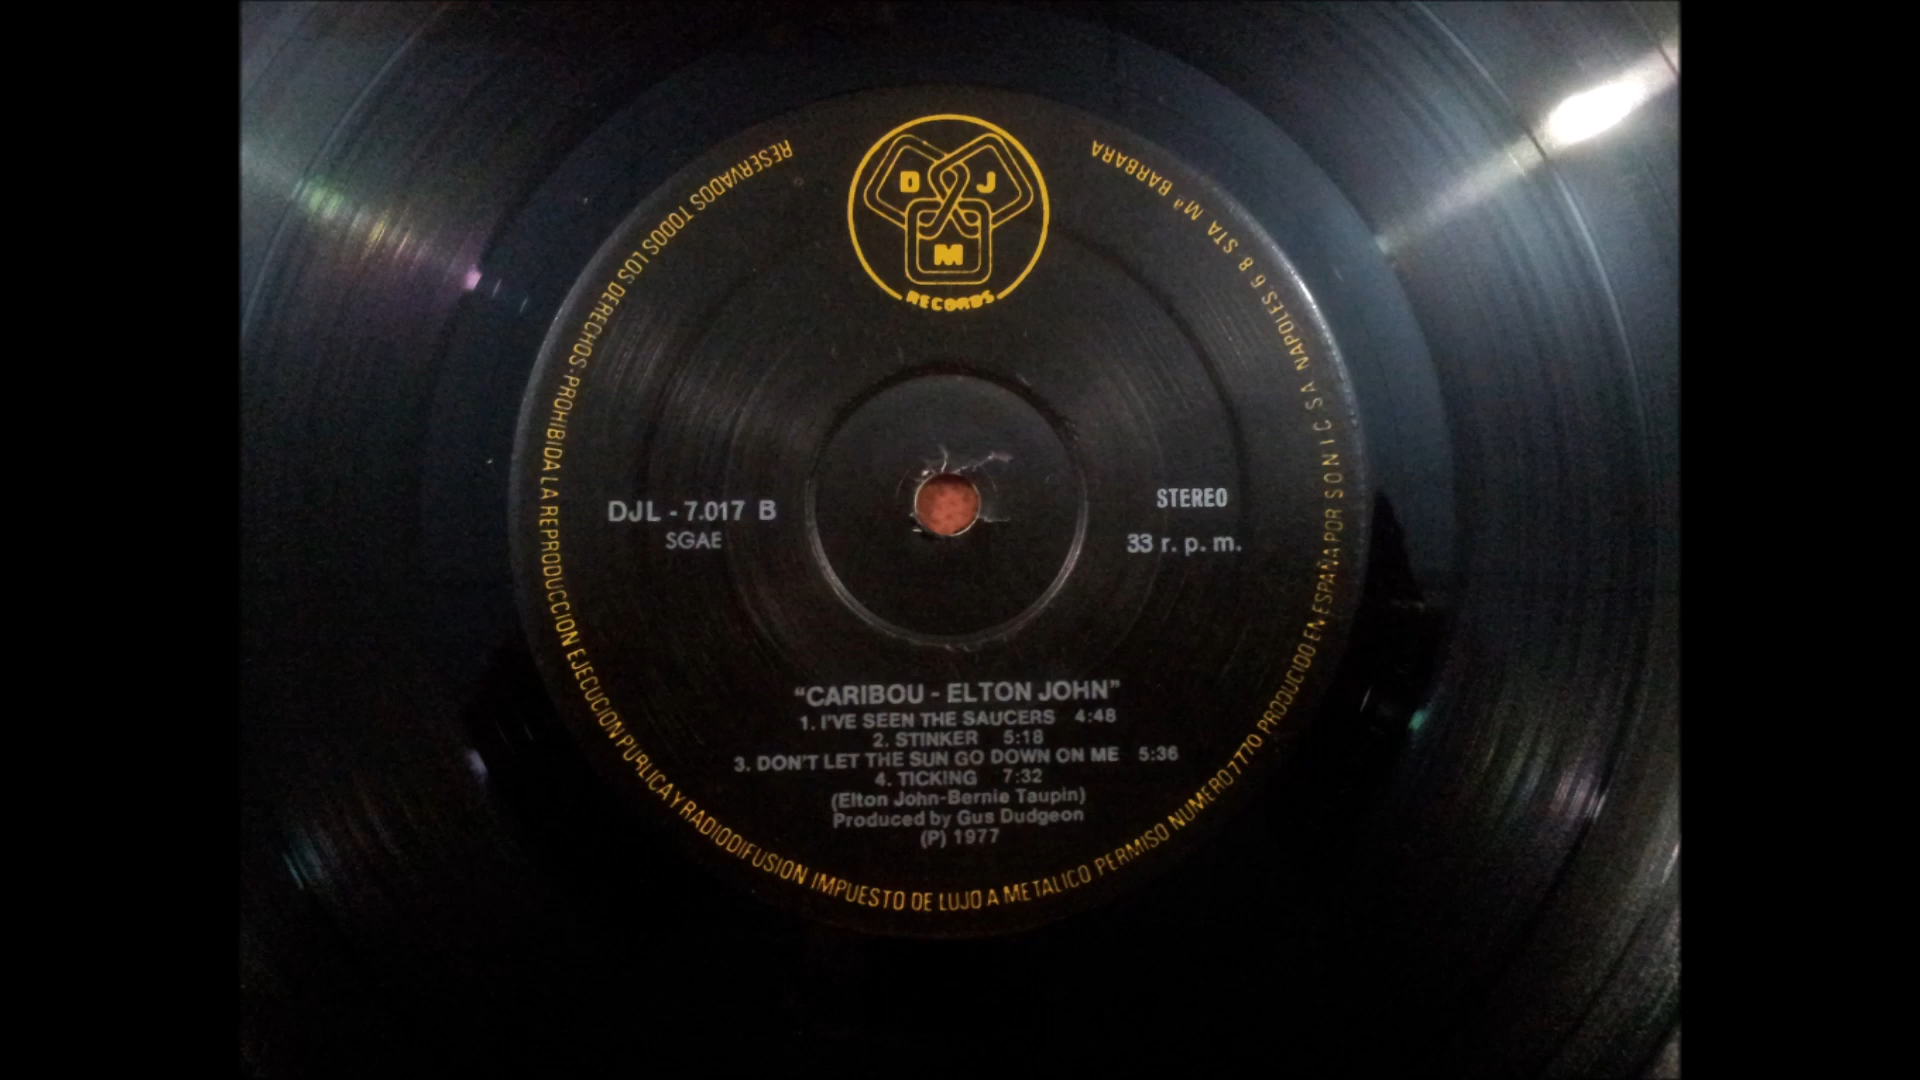 D J
M
RECORDS
DJL - 7.017 B
SGAE
STEREO
33 r. p. m.
“CARIBOU - ELTON JOHN”
1. I'VE SEEN THE SAUCERS 4:48
2. STINKER 5:18
3. DON'T LET THE SUN GO DOWN ON ME 5:36
4. TICKING 7:32
(Elton John-Bernie Taupin)
Produced by Gus Dudgeon
(P) 1977
RESERVADOS TODOS LOS DERECHOS·PROHIBIDA LA REPRODUCCION EJECUCION PUBLICA Y RADIODIFUSION IMPUESTO DE LUJO A METALICO PERMISO NUMERO 7770 PRODUCIDO EN ESPAÑA POR SONIC S A NAPOLES 6 8 STA Mª BARBARA